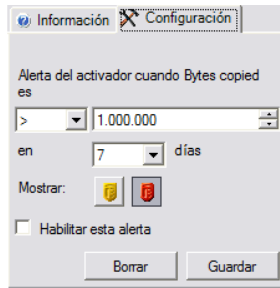 Información Configuración
Alerta del activador cuando Bytes copied
es
> 1.000.000
en 7 días
Mostrar:
Habilitar esta alerta
Borrar Guardar